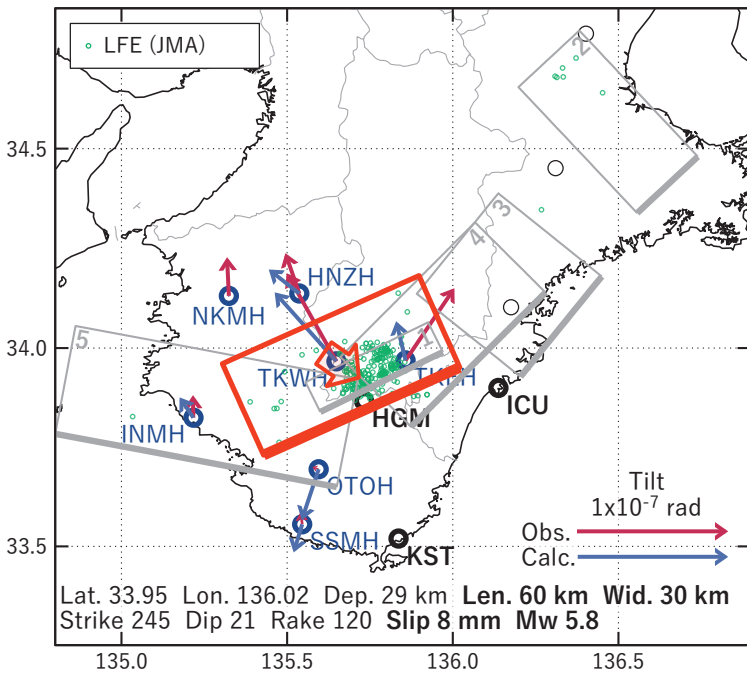 LFE (JMA)
2
34.5
3
4
HNZH
NKMH
5
1
34.0
TKWH
HGM
ICU
INMH
OTOH
Tilt
1x10⁻⁷ rad
Obs.
SSMH
KST
Calc.
33.5
Lat. 33.95 Lon. 136.02 Dep. 29 km Len. 60 km Wid. 30 km
Strike 245 Dip 21 Rake 120 Slip 8 mm Mw 5.8
135.0 135.5 136.0 136.5